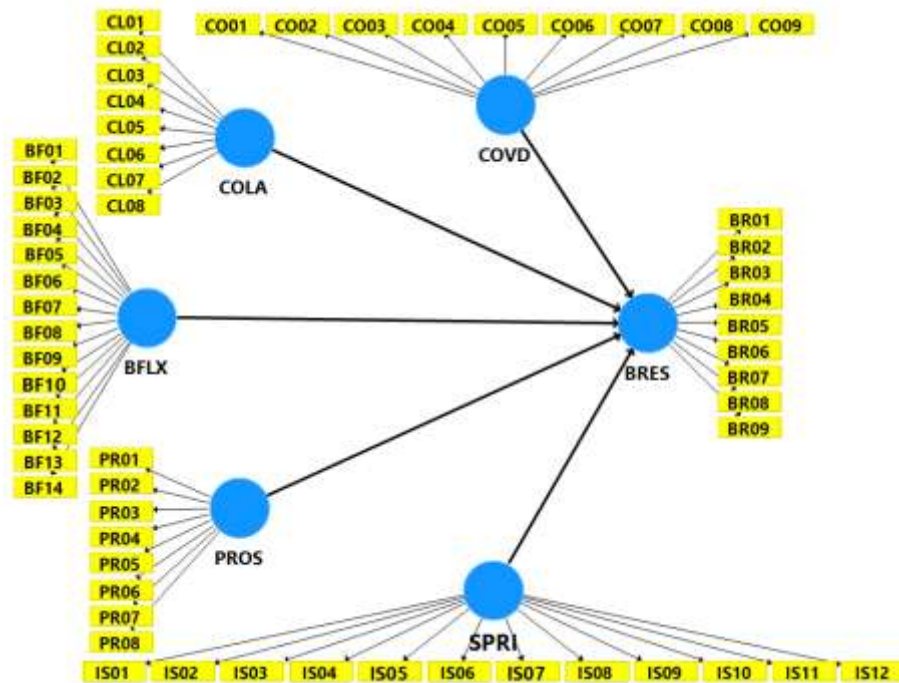 CO01 CO02 CO03 CO04 CO05 CO06 CO07 CO08 CO09
COVD
CL01
CL02
CL03
CL04
CL05
CL06
CL07
CL08
COLA
BF01
BF02
BF03
BF04
BF05
BF06
BF07
BF08
BF09
BF10
BF11
BF12
BF13
BF14
BFLX
BR01
BR02
BR03
BR04
BR05
BR06
BR07
BR08
BR09
BRES
PR01
PR02
PR03
PR04
PR05
PR06
PR07
PR08
PROS
SPRI
IS01 IS02 IS03 IS04 IS05 IS06 IS07 IS08 IS09 IS10 IS11 IS12